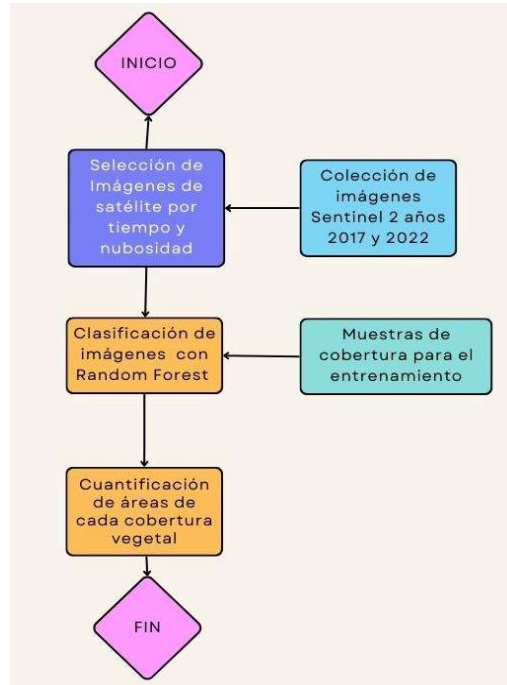 INICIO
Selección de
Imágenes de
satélite por
tiempo y
nubosidad
Colección de
imágenes
Sentinel 2 años
2017 y 2022
Clasificación de
imágenes con
Random Forest
Muestras de
cobertura para el
entrenamiento
Cuantificación
de áreas de
cada cobertura
vegetal
FIN